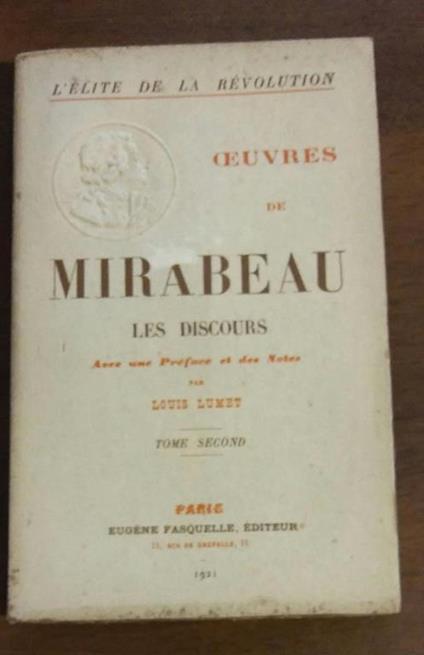 L'ÉLITE DE LA RÉVOLUTION
ŒUVRES
DE
MIRABEAU
LES DISCOURS
Avec une Préface et des Notes
PAR
LOUIS LUMET
TOME SECOND
PARIS
EUGÈNE FASQUELLE, ÉDITEUR
11, RUE DE GRENELLE, 11
1921